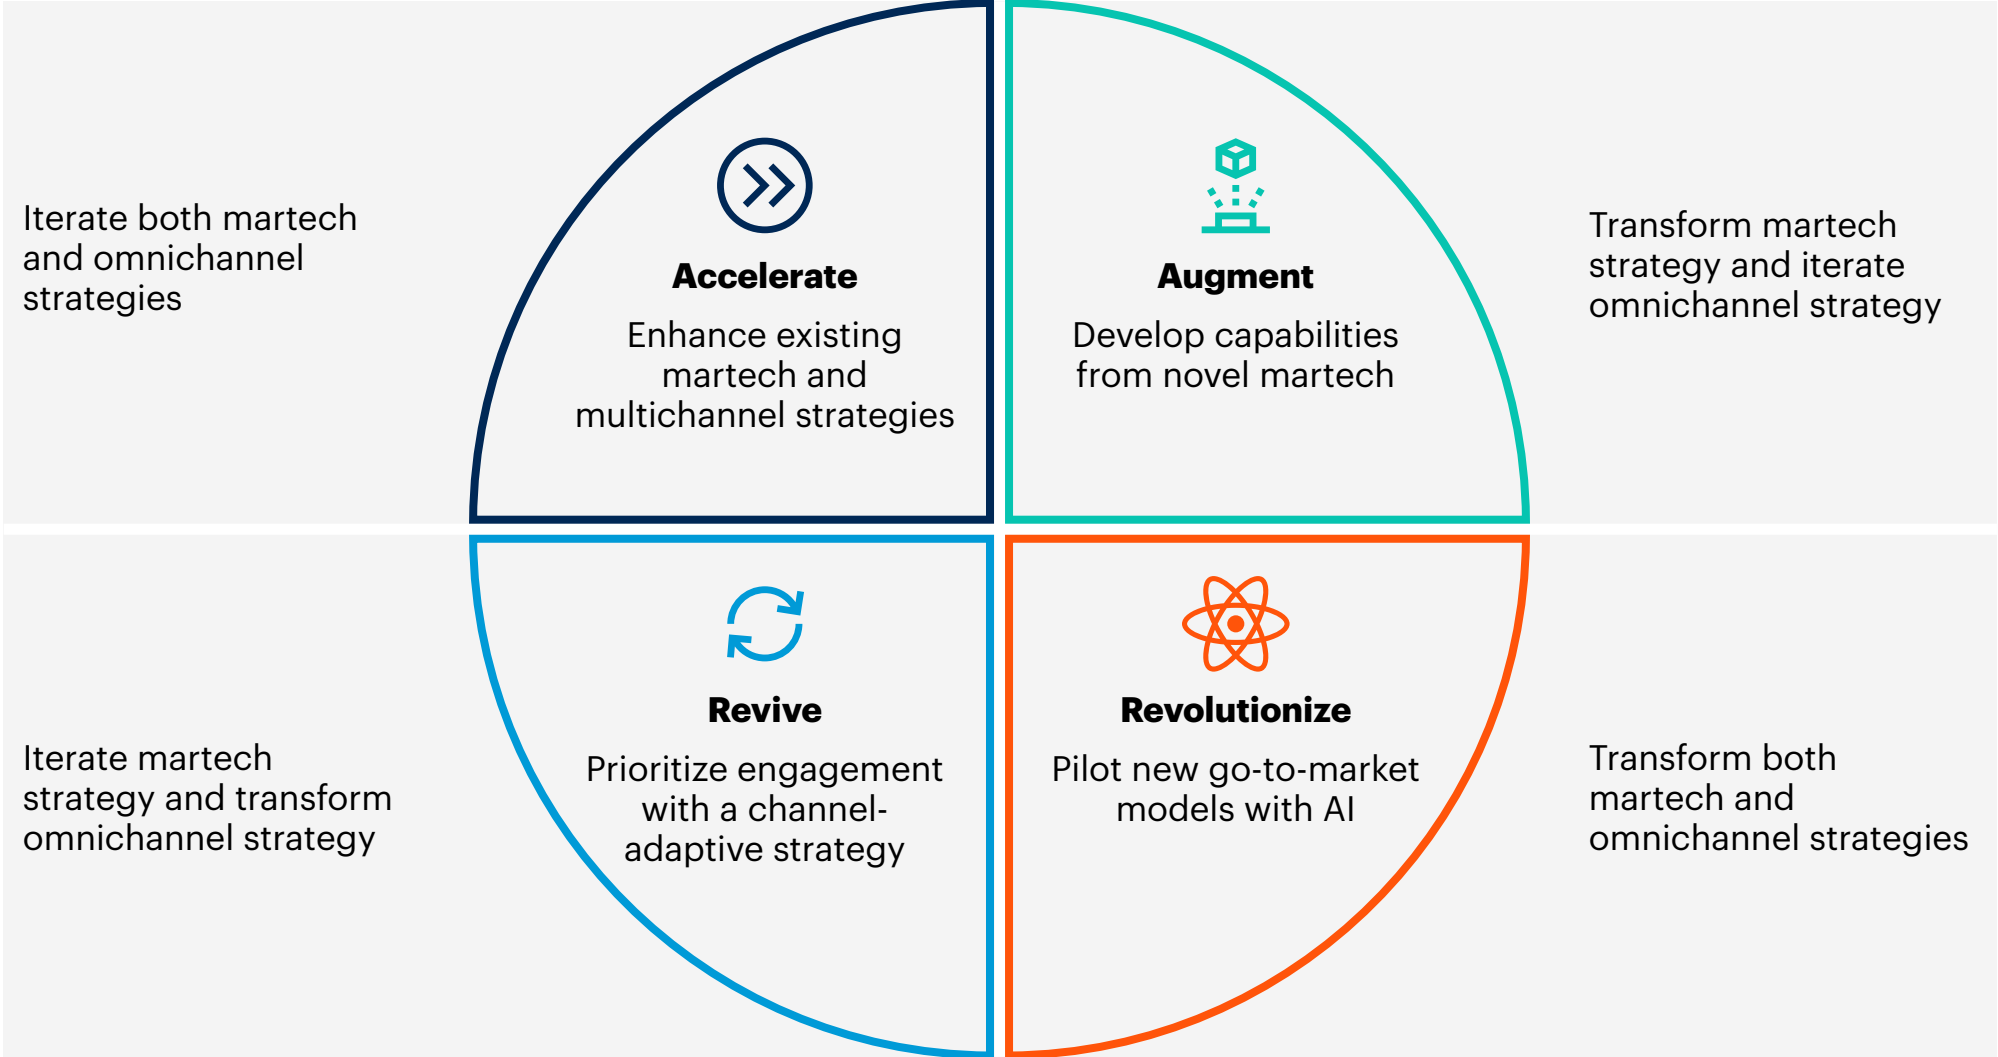 Iterate both martech
and omnichannel
strategies
Accelerate
Enhance existing
martech and
multichannel strategies
Augment
Develop capabilities
from novel martech
Transform martech
strategy and iterate
omnichannel strategy
Iterate martech
strategy and transform
omnichannel strategy
Revive
Prioritize engagement
with a channel-
adaptive strategy
Revolutionize
Pilot new go-to-market
models with AI
Transform both
martech and
omnichannel strategies